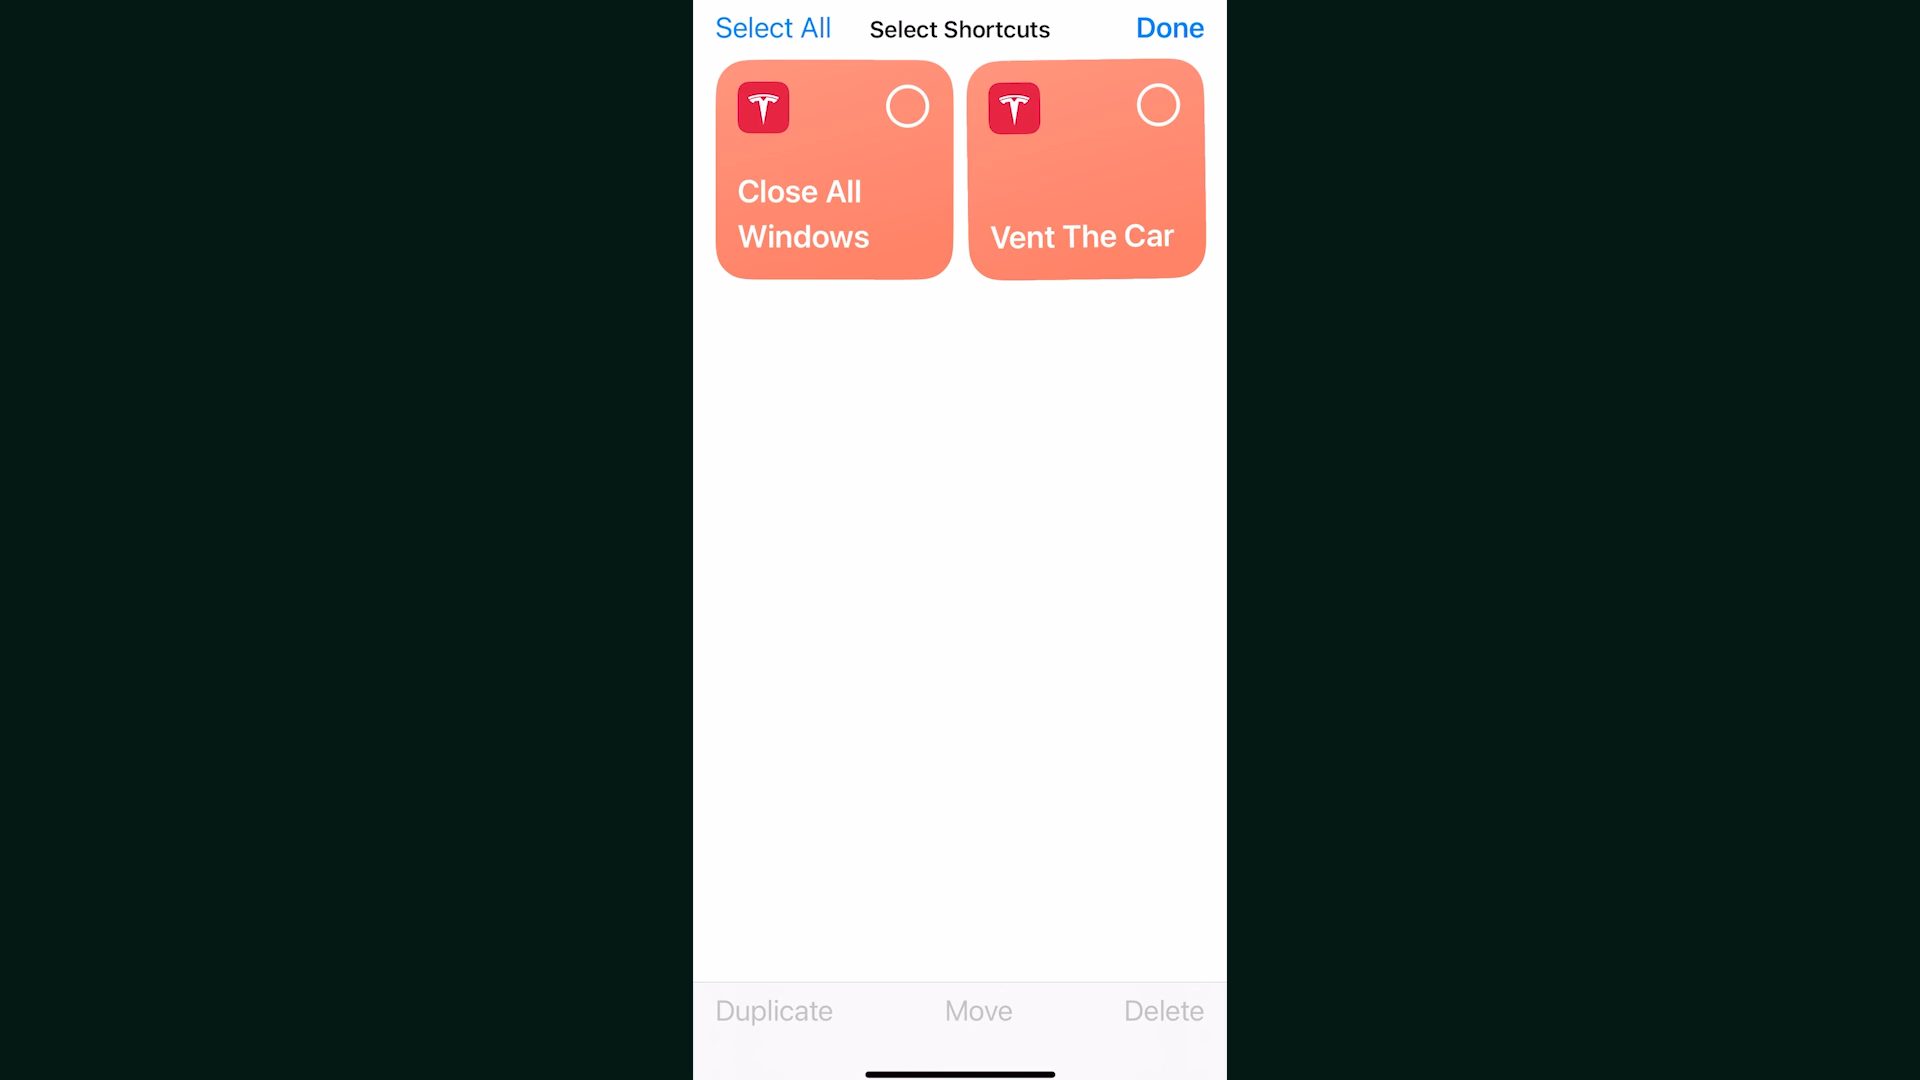 Select All Select Shortcuts Done
Close All
Windows
Vent The Car
Duplicate Move Delete